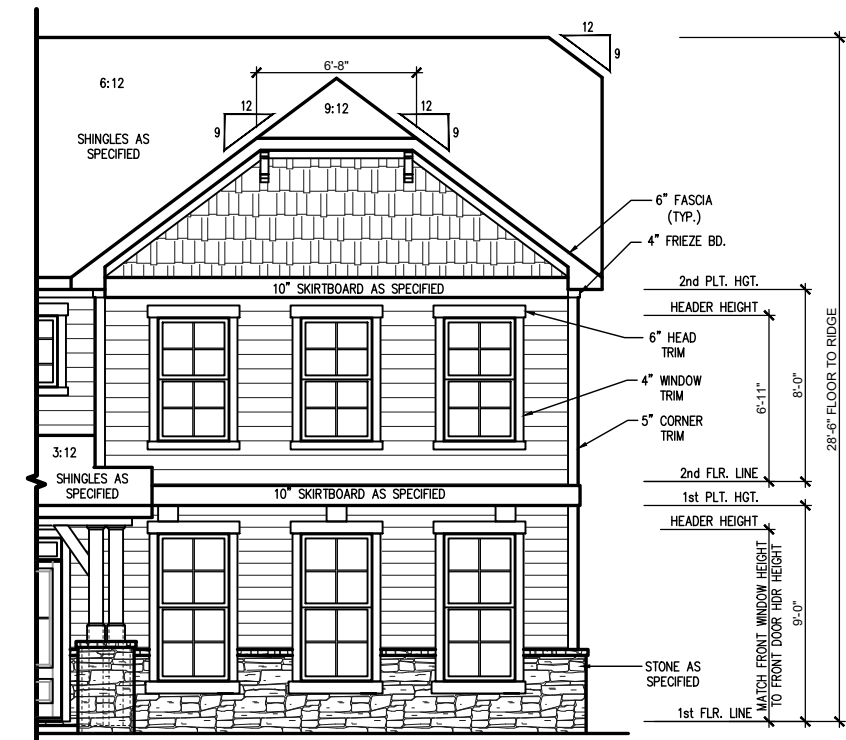 12
9
6:12
6'-8"
12
9:12
12
9
9
SHINGLES AS
SPECIFIED
6" FASCIA
(TYP.)
4" FRIEZE BD.
10" SKIRTBOARD AS SPECIFIED
2nd PLT. HGT.
HEADER HEIGHT
6" HEAD
TRIM
4" WINDOW
TRIM
5" CORNER
TRIM
6'-11"
8'-0"
28'-6" FLOOR TO RIDGE
3:12
SHINGLES AS
SPECIFIED
10" SKIRTBOARD AS SPECIFIED
2nd FLR. LINE
1st PLT. HGT.
HEADER HEIGHT
MATCH FRONT WINDOW HEIGHT
TO FRONT DOOR HDR HEIGHT
9'-0"
STONE AS
SPECIFIED
1st FLR. LINE